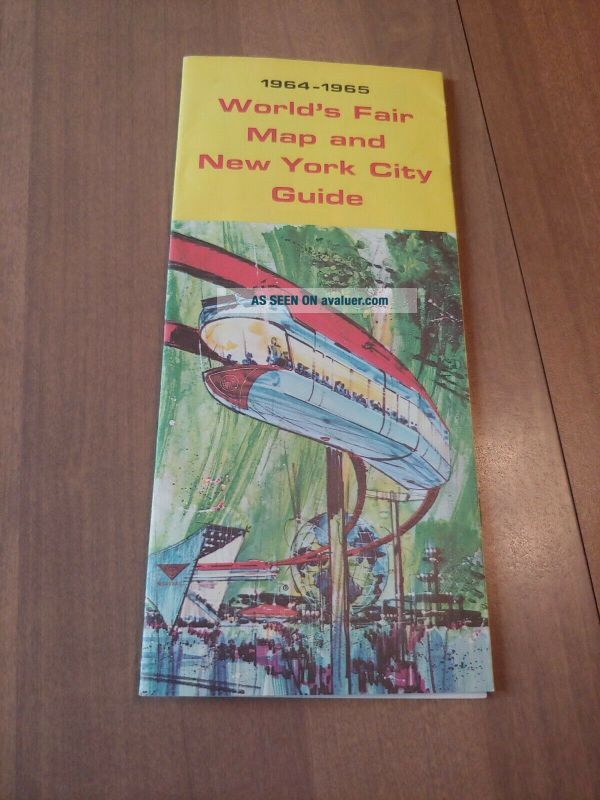 1964-1965
World's Fair
Map and
New York City
Guide
AS SEEN ON avaluer.com
®